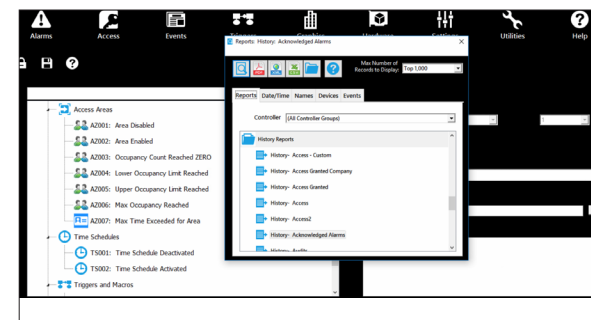 Alarms
Access
Events
Triggers
Graphics
Hardware
Settings
Utilities
Help
Reports: History: Acknowledged Alarms
Max Number of
Records to Display:
Top 1,000
Reports Date/Time Names Devices Events
Controller
(All Controller Groups)
History Reports
History- Access - Custom
History- Access Granted Company
History- Access Granted
History- Access
History- Access2
History- Acknowledged Alarms
History- Audits
Access Areas
AZ001: Area Disabled
AZ002: Area Enabled
AZ003: Occupancy Count Reached ZERO
AZ004: Lower Occupancy Limit Reached
AZ005: Upper Occupancy Limit Reached
AZ006: Max Occupancy Reached
AZ007: Max Time Exceeded for Area
Time Schedules
TS001: Time Schedule Deactivated
TS002: Time Schedule Activated
Triggers and Macros
1